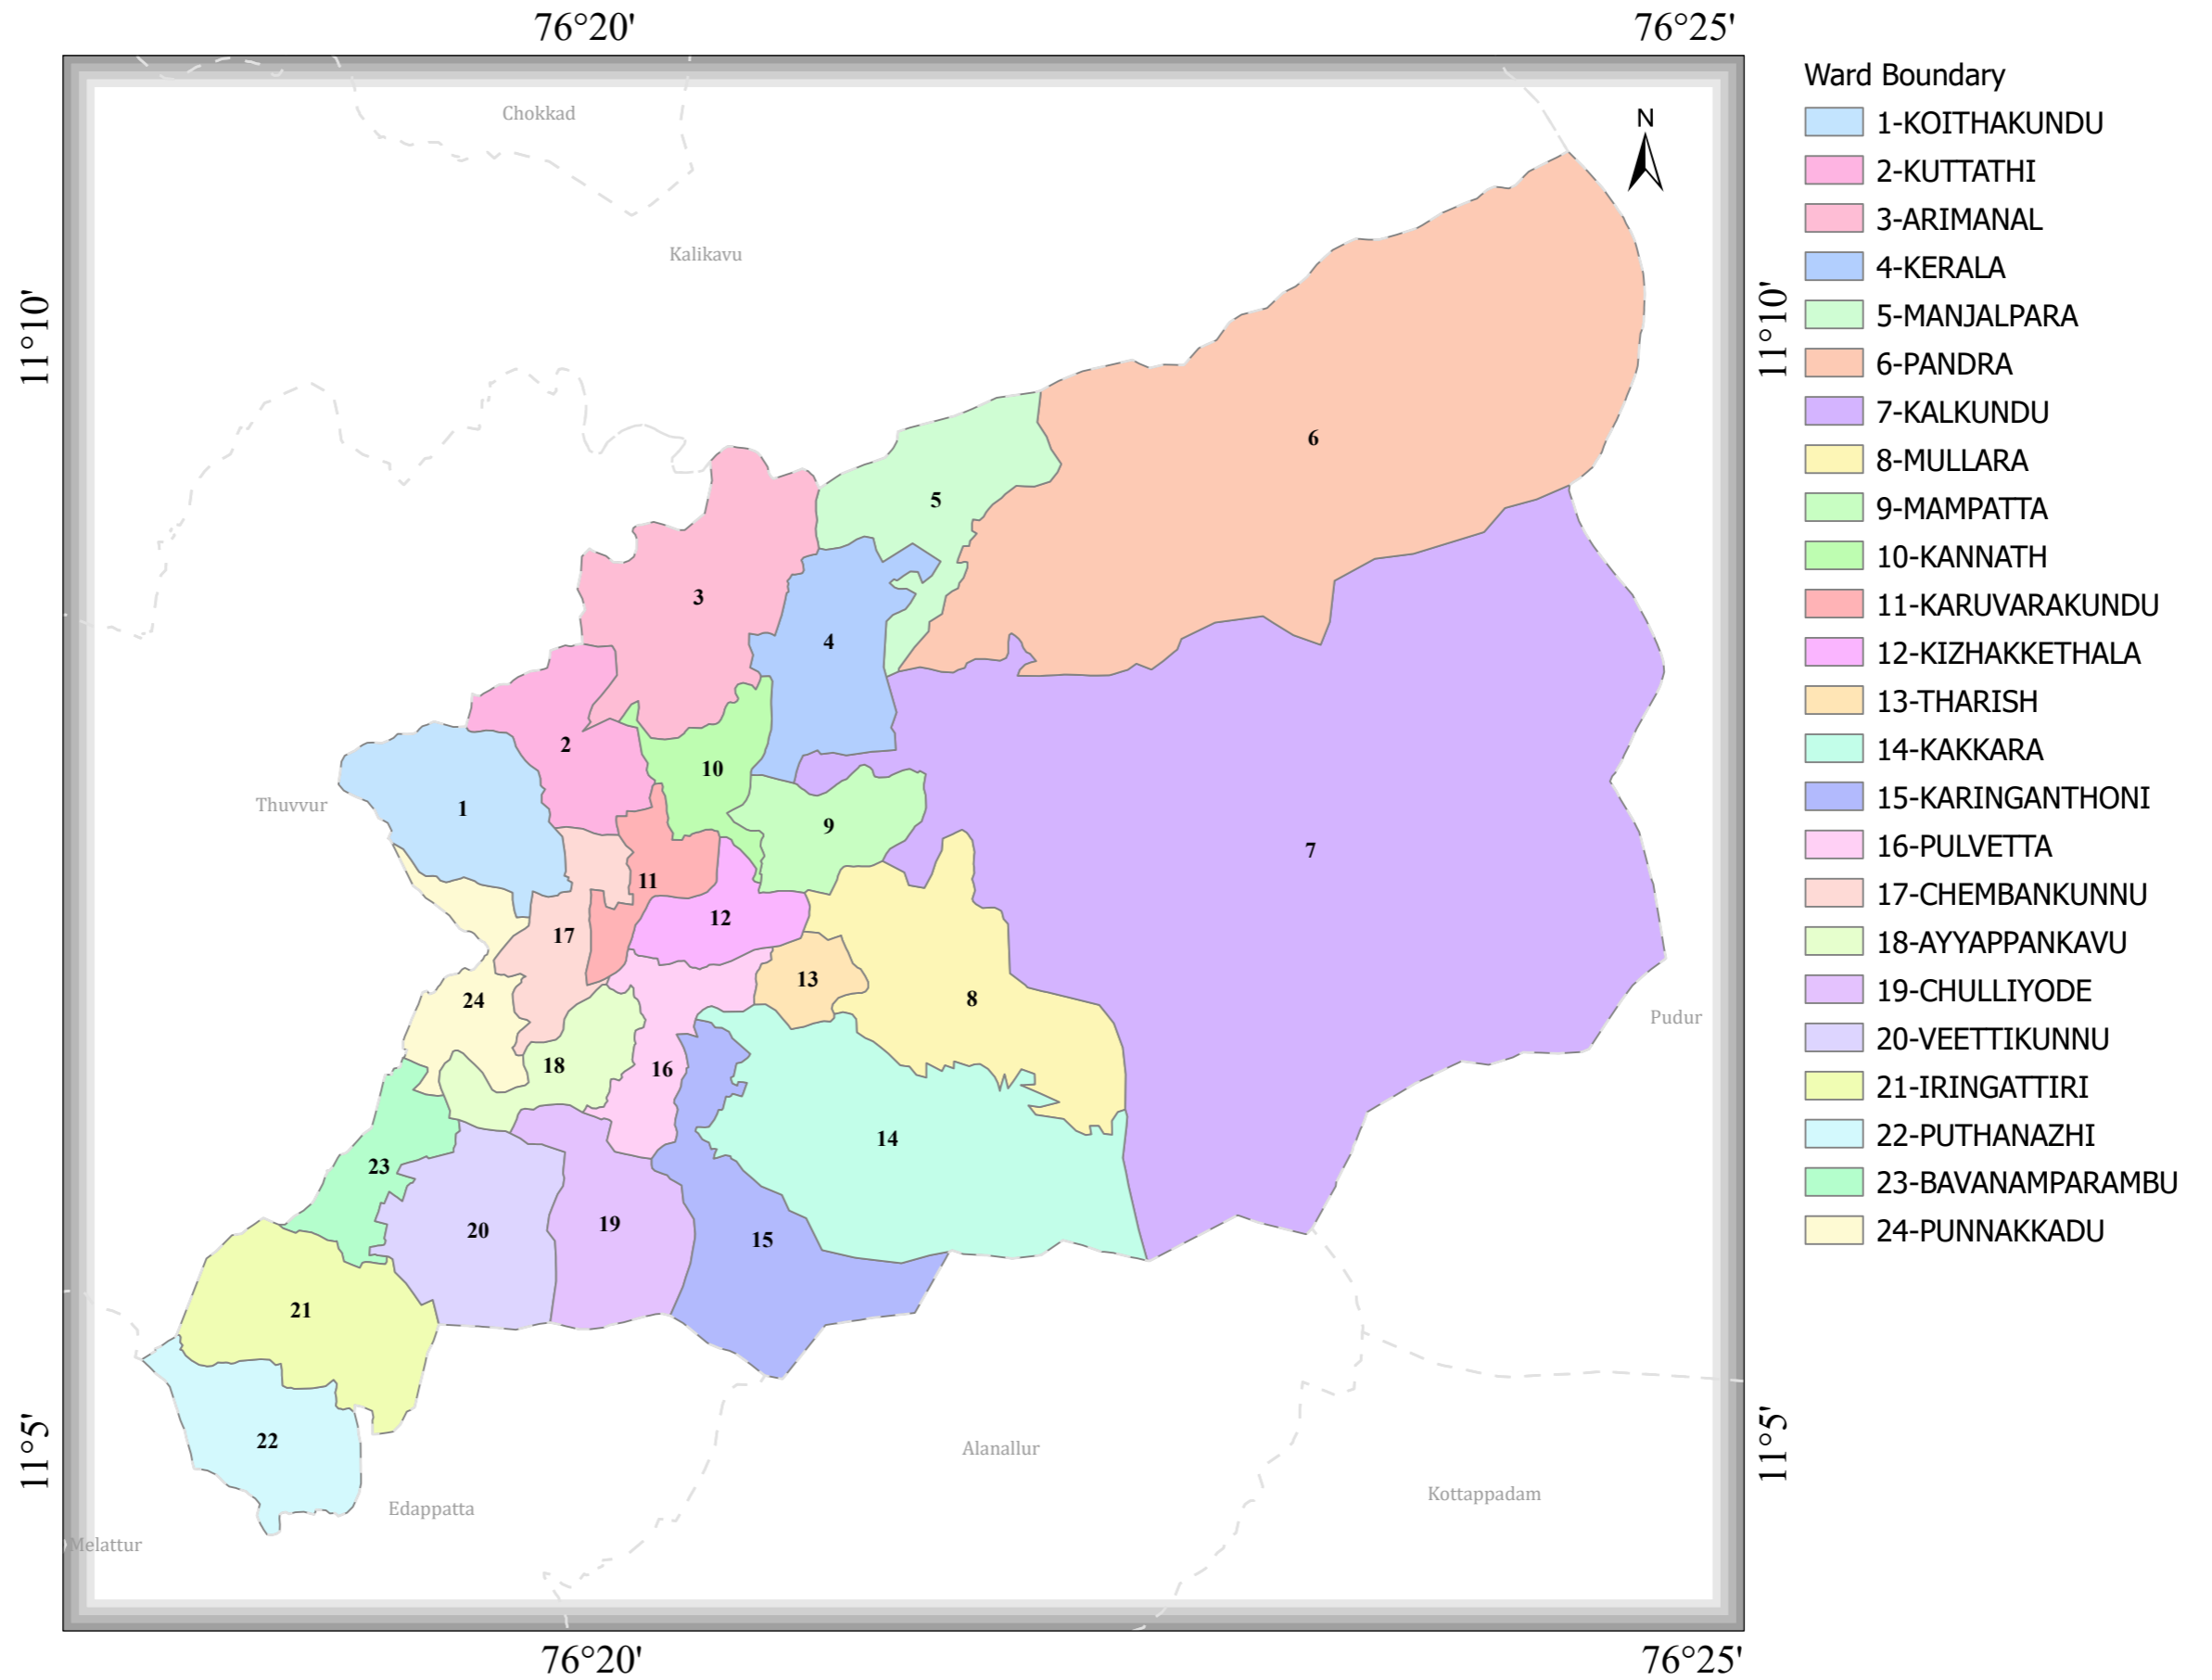 76°20'
76°25'
Ward Boundary
1-KOITHAKUNDU
2-KUTTATHI
3-ARIMANAL
4-KERALA
5-MANJALPARA
6-PANDRA
7-KALKUNDU
8-MULLARA
9-MAMPATTA
10-KANNATH
11-KARUVARAKUNDU
12-KIZHAKKETHALA
13-THARISH
14-KAKKARA
15-KARINGANTHONI
16-PULVETTA
17-CHEMBANKUNNU
18-AYYAPPANKAVU
19-CHULLIYODE
20-VEETTIKUNNU
21-IRINGATTIRI
22-PUTHANAZHI
23-BAVANAMPARAMBU
24-PUNNAKKADU
Chokkad
N
Kalikavu
11°10'
11°10'
6
5
3
4
2
10
Thuvvur
1
9
7
11
12
17
13
24
8
Pudur
18
16
14
23
19
20
15
21
22
Alanallur
11°5'
11°5'
Kottappadam
Edappatta
Melattur
76°20'
76°25'